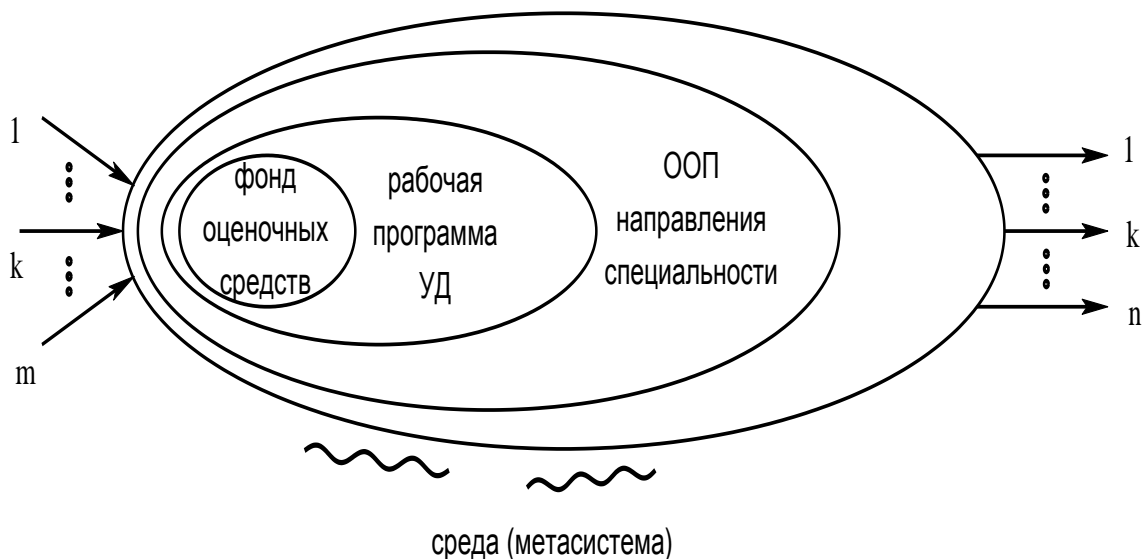 1
k
m
фонд
оценочных
средств
рабочая
программа
УД
ООП
направления
специальности
1
k
n
среда (метасистема)